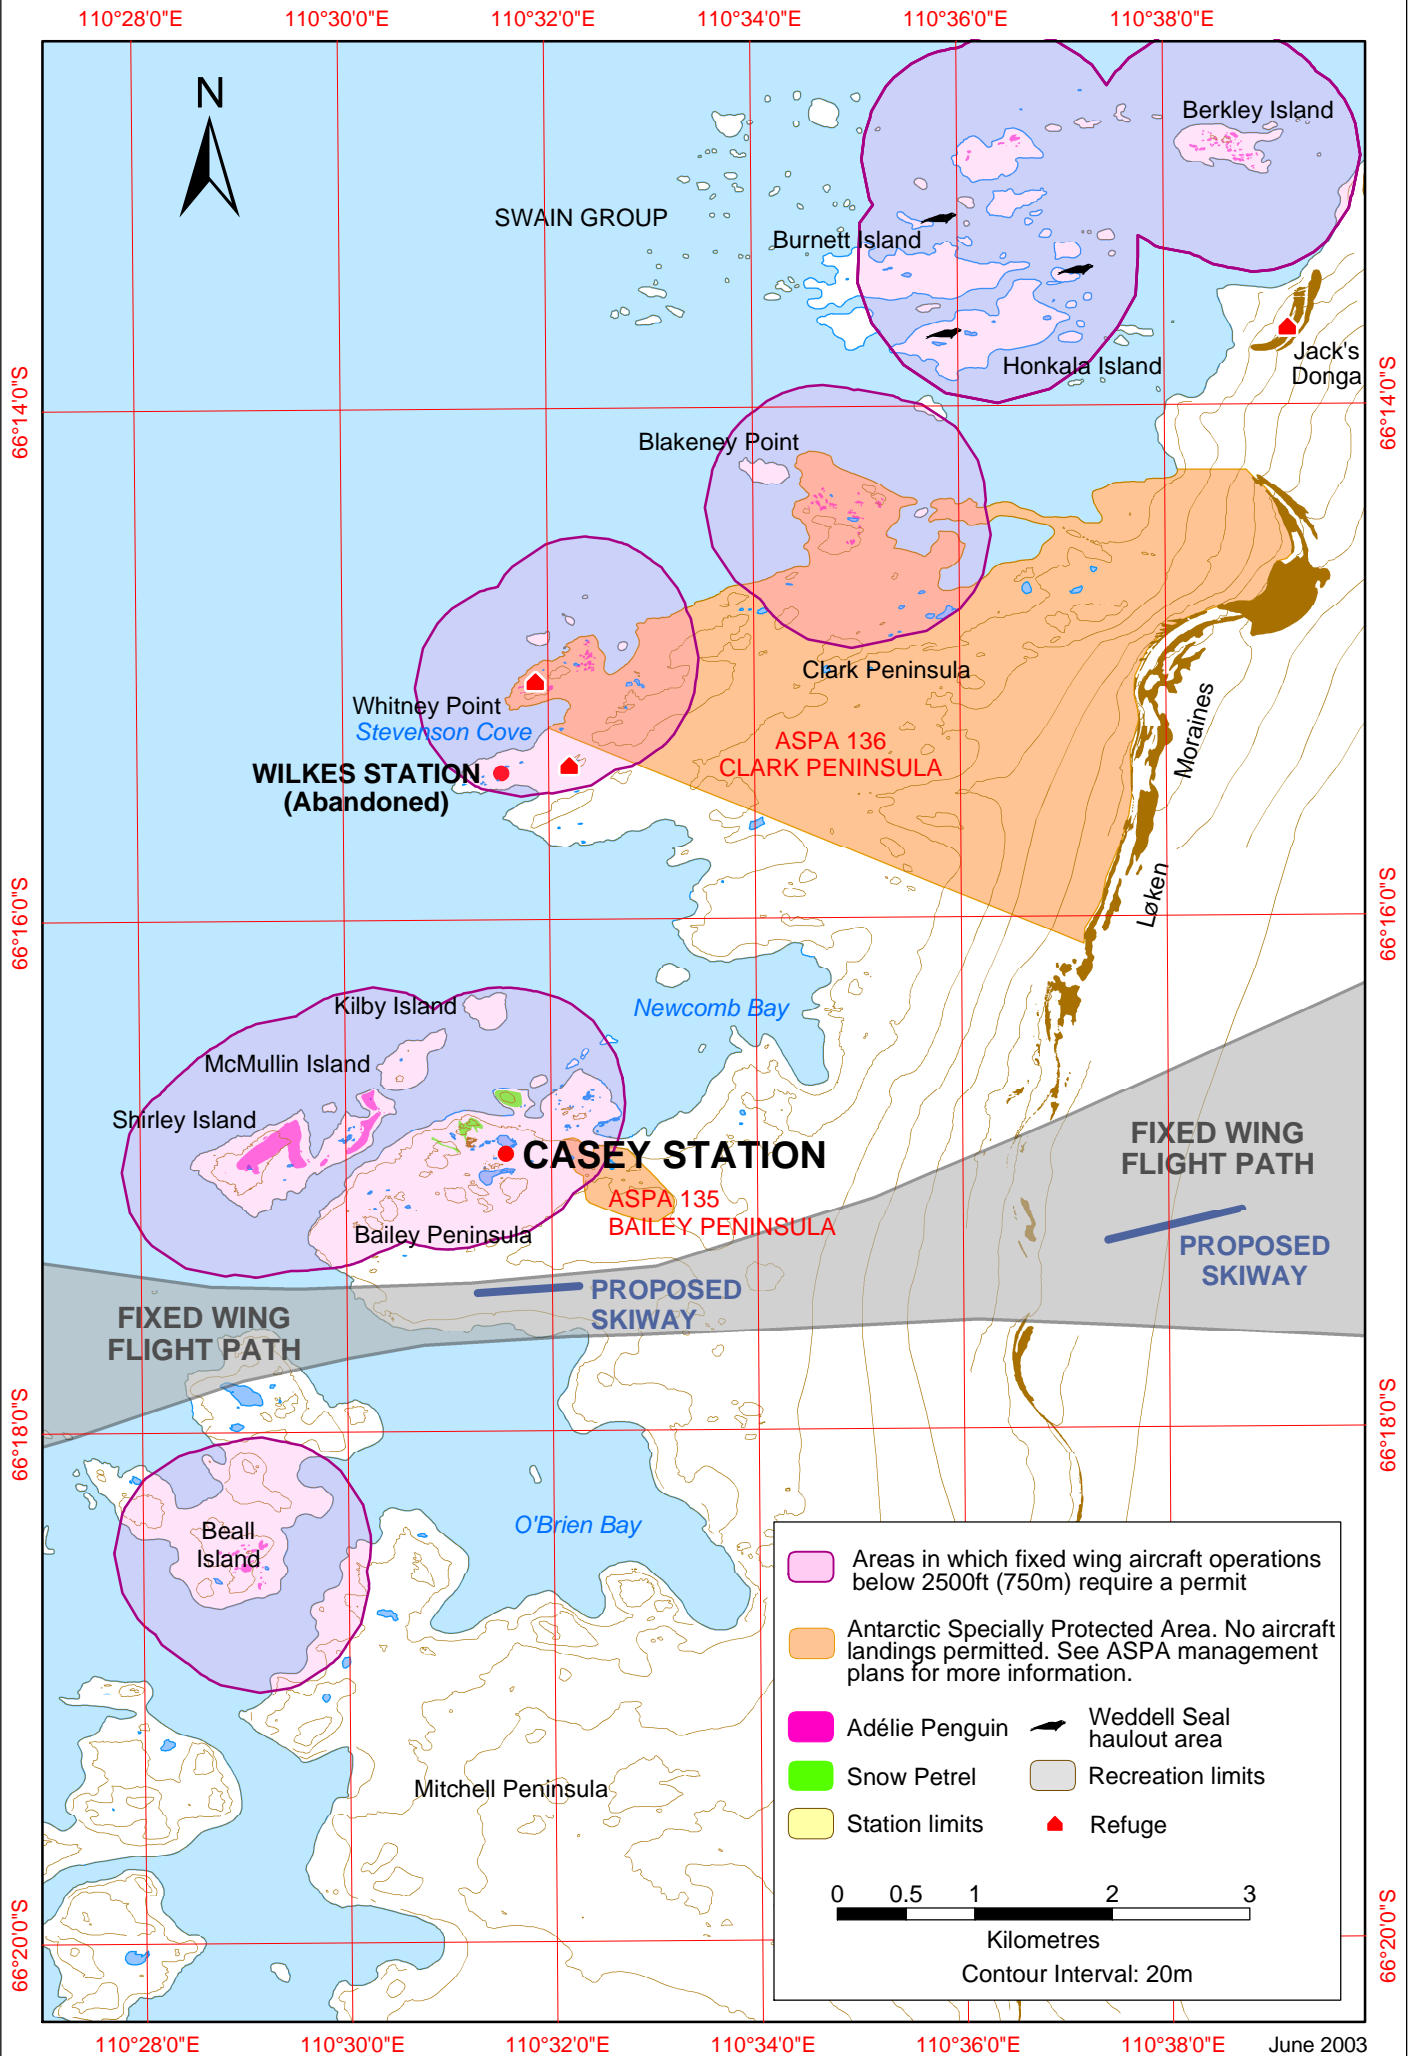 110°28'0"E
110°30'0"E
110°32'0"E
110°34'0"E
110°36'0"E
110°38'0"E
N
Berkley Island
SWAIN GROUP
Burnett Island
Honkala Island
Jack's
Donga
66°14'0"S
66°14'0"S
Blakeney Point
Clark Peninsula
Whitney Point
Stevenson Cove
ASPA 136
CLARK PENINSULA
Moraines
WILKES STATION
(Abandoned)
Løken
66°16'0"S
66°16'0"S
Kilby Island
Newcomb Bay
McMullin Island
Shirley Island
CASEY STATION
FIXED WING
FLIGHT PATH
ASPA 135
BAILEY PENINSULA
Bailey Peninsula
PROPOSED
SKIWAY
PROPOSED
SKIWAY
FIXED WING
FLIGHT PATH
66°18'0"S
66°18'0"S
Beall
Island
O'Brien Bay
Areas in which fixed wing aircraft operations
below 2500ft (750m) require a permit
Antarctic Specially Protected Area. No aircraft
landings permitted. See ASPA management
plans for more information.
Adélie Penguin
Weddell Seal
haulout area
Snow Petrel
Recreation limits
Station limits
Refuge
Mitchell Peninsula
0 0.5 1 2 3
Kilometres
Contour Interval: 20m
66°20'0"S
66°20'0"S
110°28'0"E
110°30'0"E
110°32'0"E
110°34'0"E
110°36'0"E
110°38'0"E
June 2003